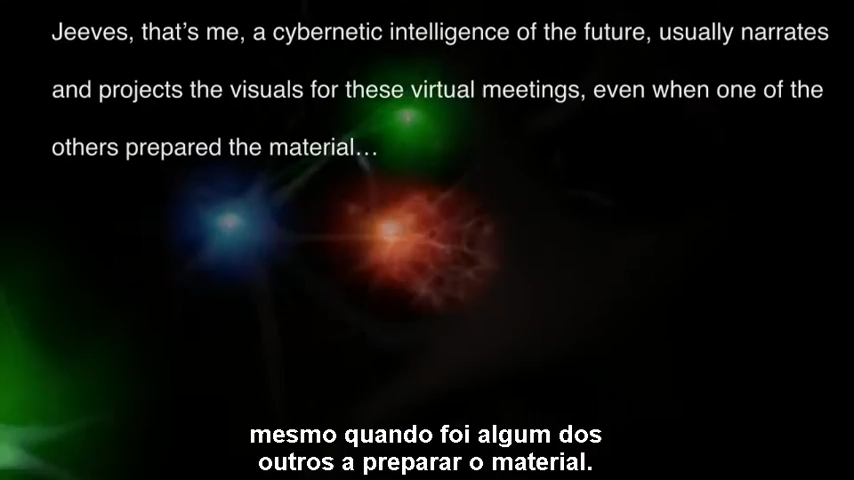 Jeeves, that’s me, a cybernetic intelligence of the future, usually narrates
and projects the visuals for these virtual meetings, even when one of the
others prepared the material…
mesmo quando foi algum dos
outros a preparar o material.